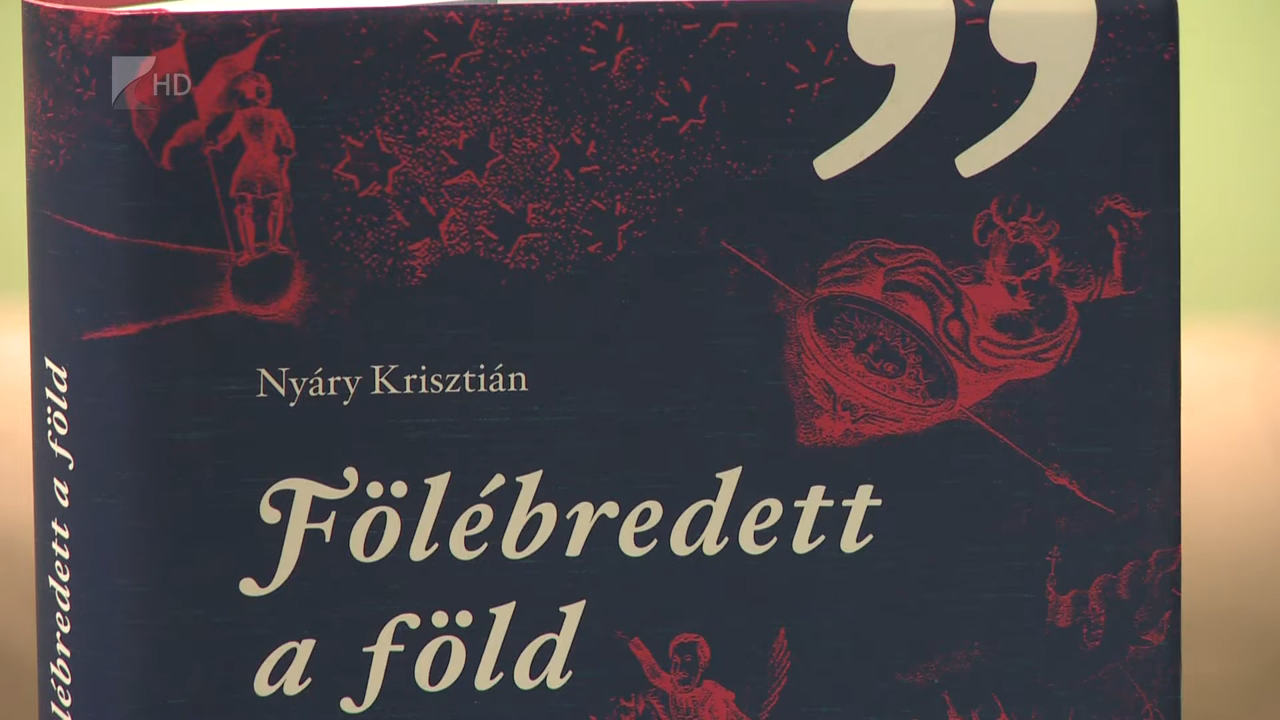 HD
”
Nyáry Krisztián
Fölébredett
a föld
lébredett a föld